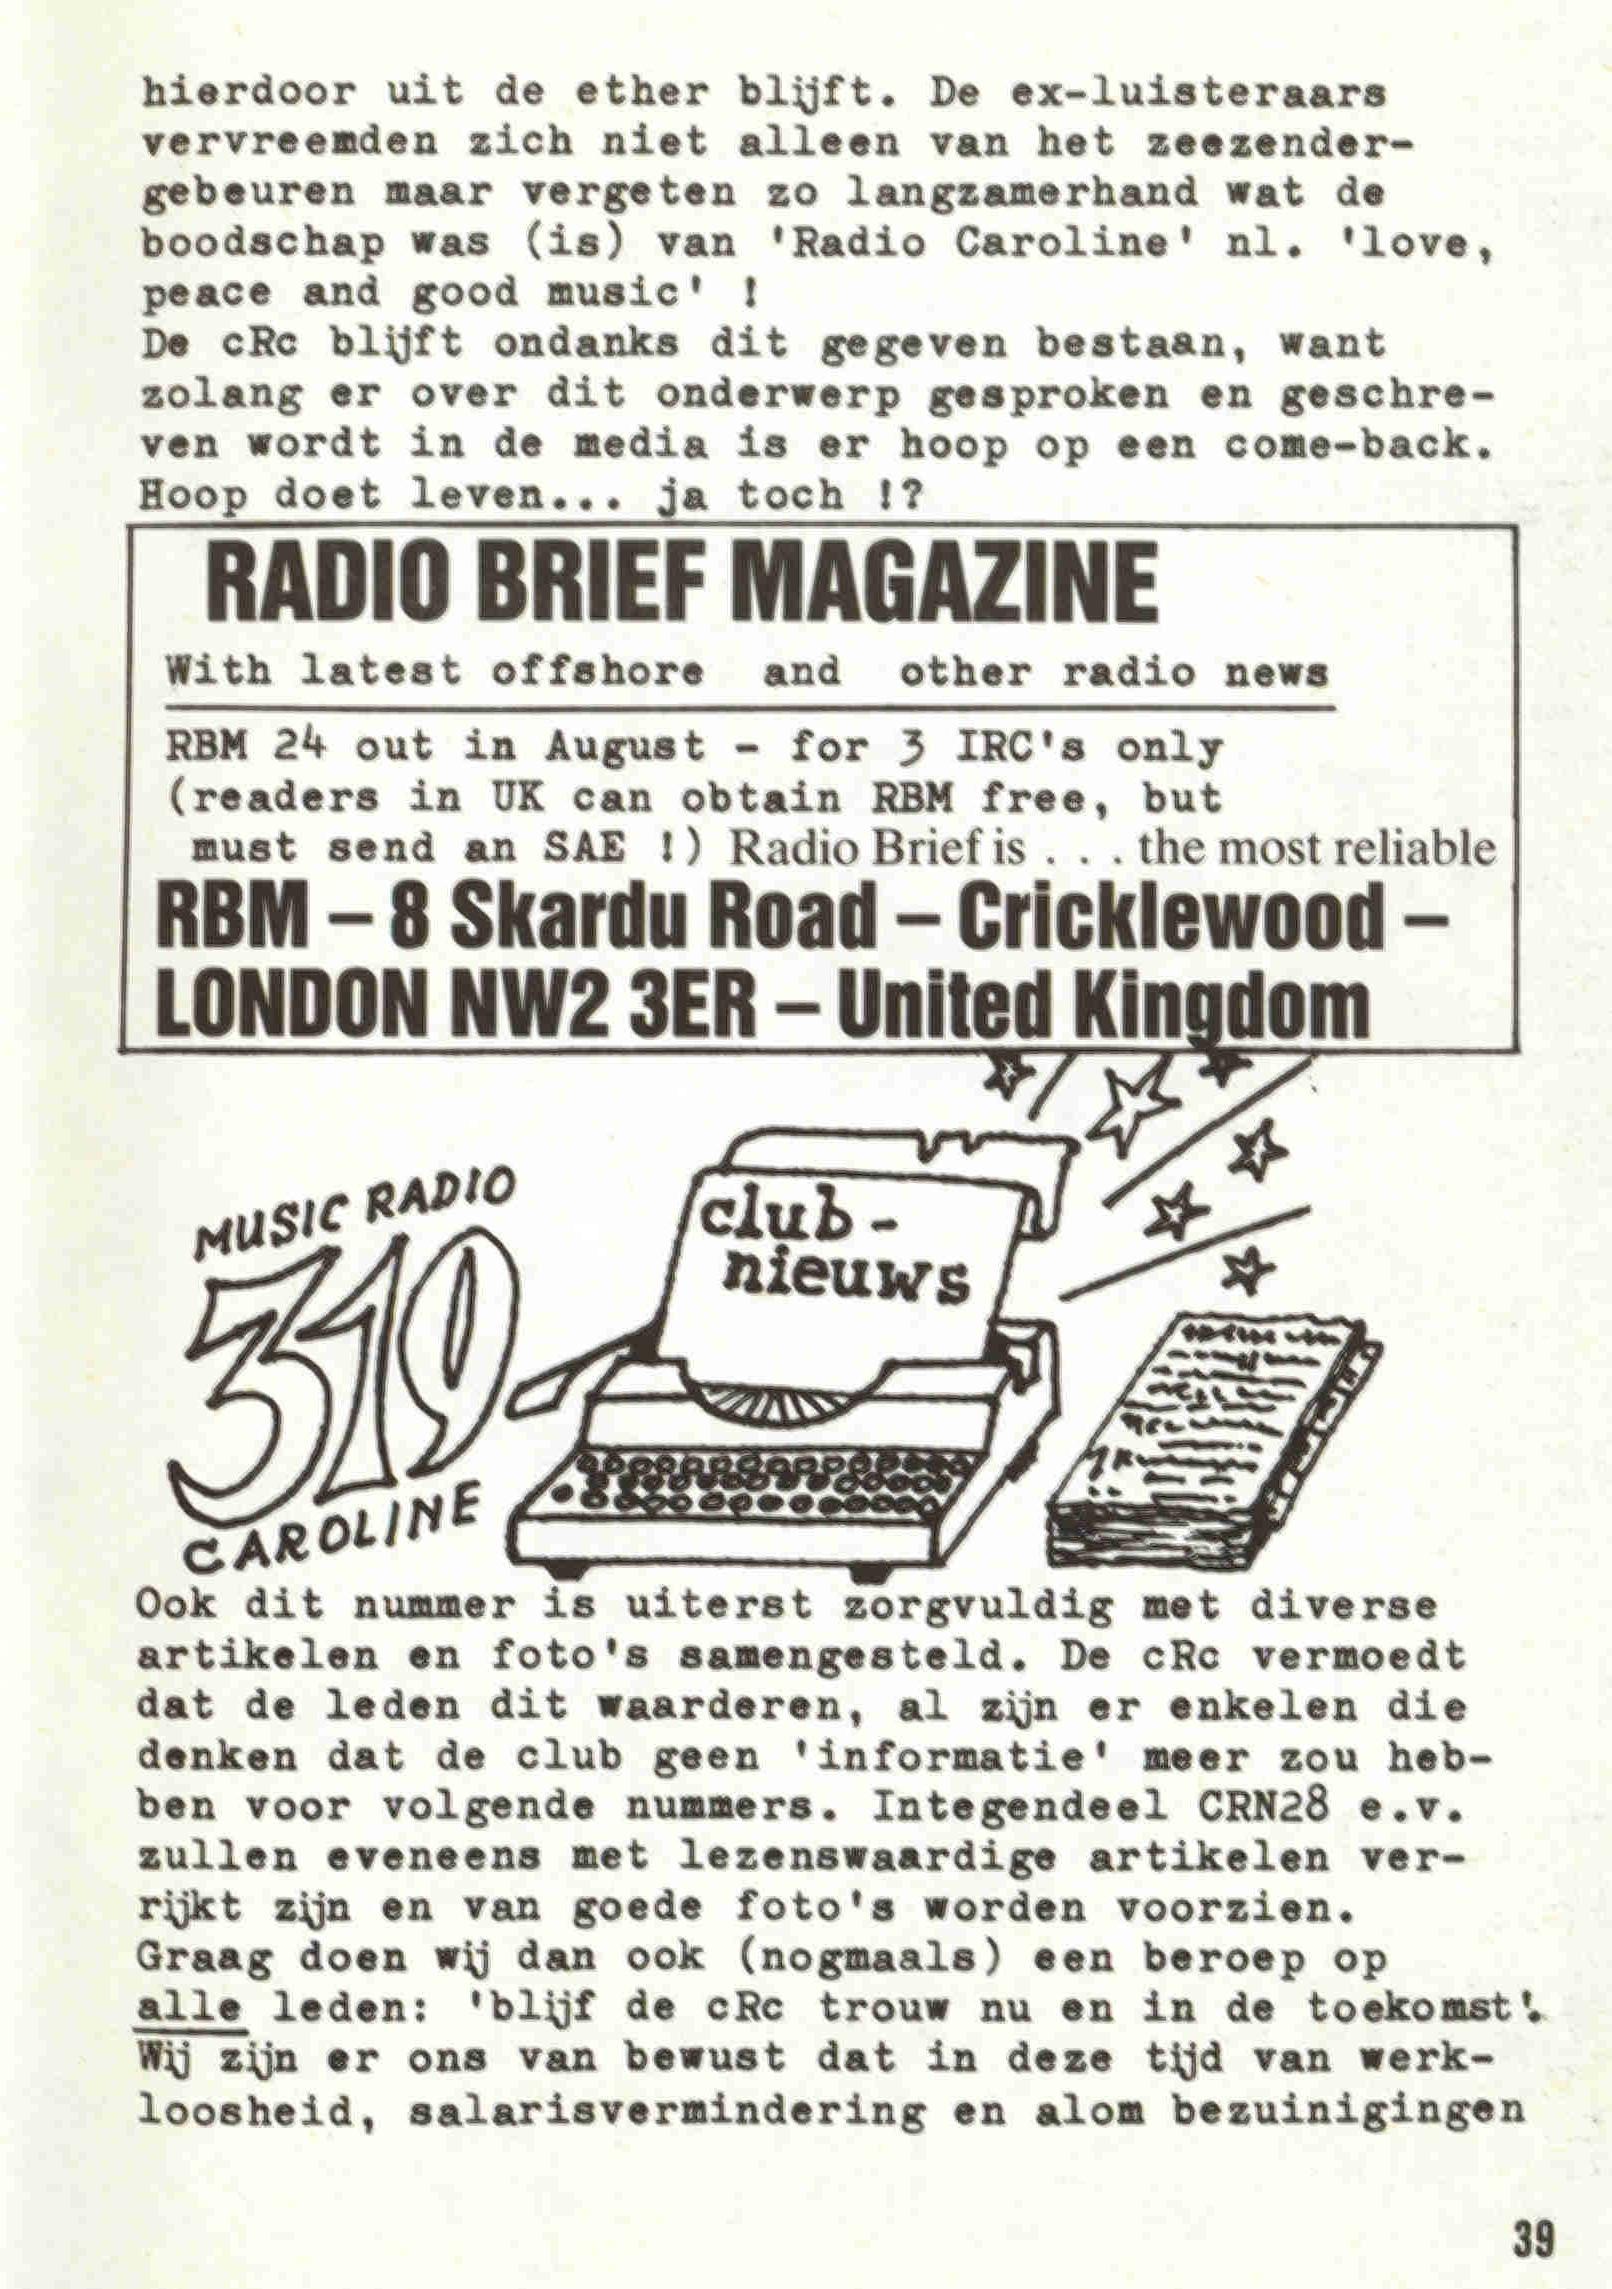 hierdoor uit de ether blijft. De ex-luisteraars
vervreemden zich niet alleen van het zeezender-
gebeuren maar vergeten zo langzamerhand wat de
boodschap was (is) van 'Radio Caroline' nl. 'love,
peace and good music' !
De cRc blijft ondanks dit gegeven bestaan, want
zolang er over dit onderwerp gesproken en geschre-
ven wordt in de media is er hoop op een come-back.
Hoop doet leven... ja toch !?
RADIO BRIEF MAGAZINE
With latest offshore and other radio news
RBM 24 out in August - for 3 IRC's only
(readers in UK can obtain RBM free, but
must send an SAE !) Radio Brief is . . . the most reliable
RBM – 8 Skardu Road – Cricklewood –
LONDON NW2 3ER – United Kingdom
MUSIC RADIO
319
CAROLINE
club-
nieuws
Ook dit nummer is uiterst zorgvuldig met diverse
artikelen en foto's samengesteld. De cRc vermoedt
dat de leden dit waarderen, al zijn er enkelen die
denken dat de club geen 'informatie' meer zou heb-
ben voor volgende nummers. Integendeel CRN28 e.v.
zullen eveneens met lezenswaardige artikelen ver-
rijkt zijn en van goede foto's worden voorzien.
Graag doen wij dan ook (nogmaals) een beroep op
alle leden: 'blijf de cRc trouw nu en in de toekomst'.
Wij zijn er ons van bewust dat in deze tijd van werk-
loosheid, salarisvermindering en alom bezuinigingen
39